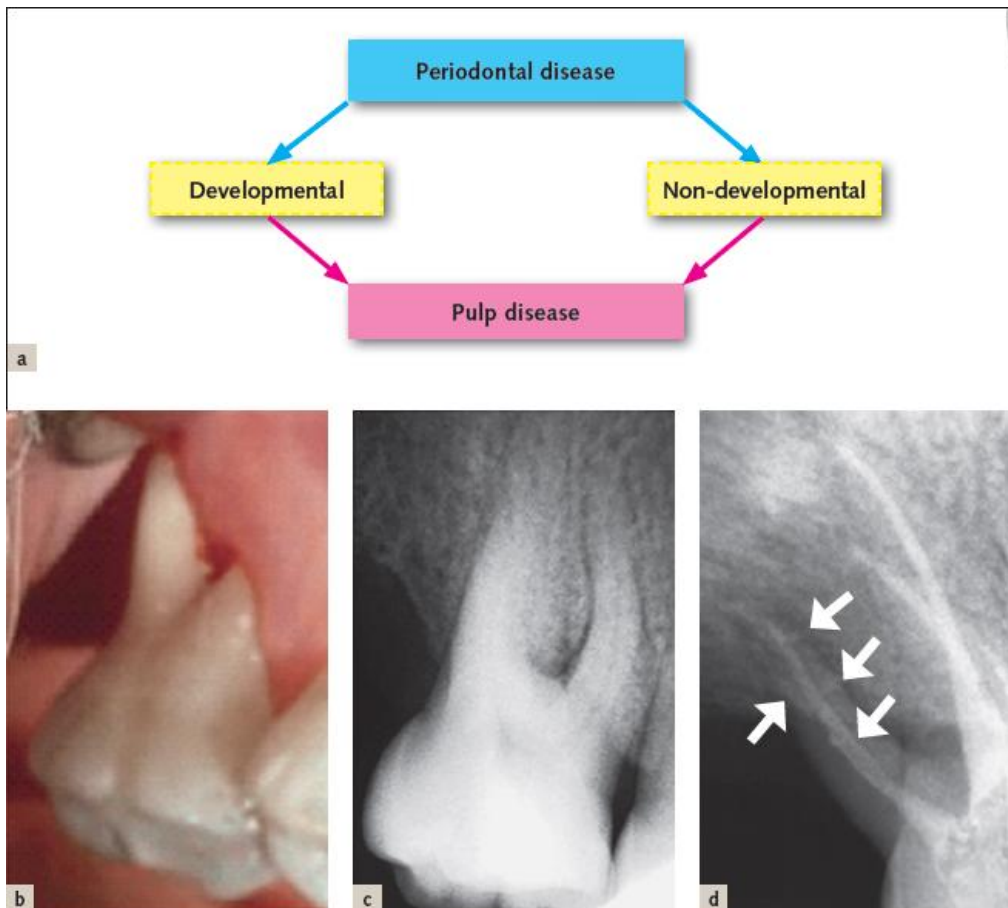 Periodontal disease
Developmental
Non-developmental
Pulp disease
a
b
c
d